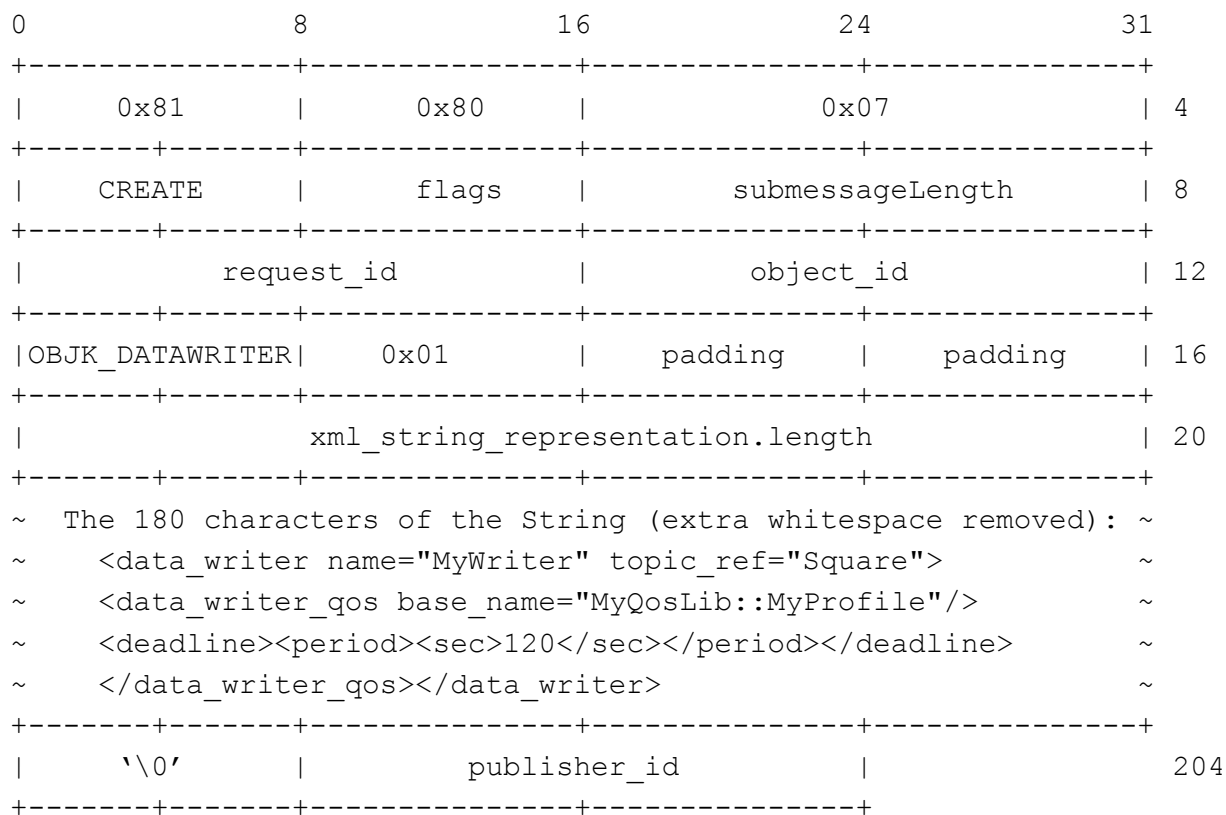 0 8 16 24 31
+---------------+---------------+---------------+---------------+
| 0x81 | 0x80 | 0x07 | 4
+-------+-------+---------------+---------------+---------------+
| CREATE | flags | submessageLength | 8
+-------+-------+---------------+---------------+---------------+
| request_id | object_id | 12
+-------+-------+---------------+---------------+---------------+
|OBJK_DATAWRITER| 0x01 | padding | padding | 16
+-------+-------+---------------+---------------+---------------+
| xml_string_representation.length | 20
+-------+-------+---------------+---------------+---------------+
~ The 180 characters of the String (extra whitespace removed): ~
~ <data_writer name="MyWriter" topic_ref="Square"> ~
~ <data_writer_qos base_name="MyQosLib::MyProfile"/> ~
~ <deadline><period><sec>120</sec></period></deadline> ~
~ </data_writer_qos></data_writer> ~
+-------+-------+---------------+---------------+---------------+
| ‘\0’ | publisher_id | 204
+-------+-------+---------------+---------------+